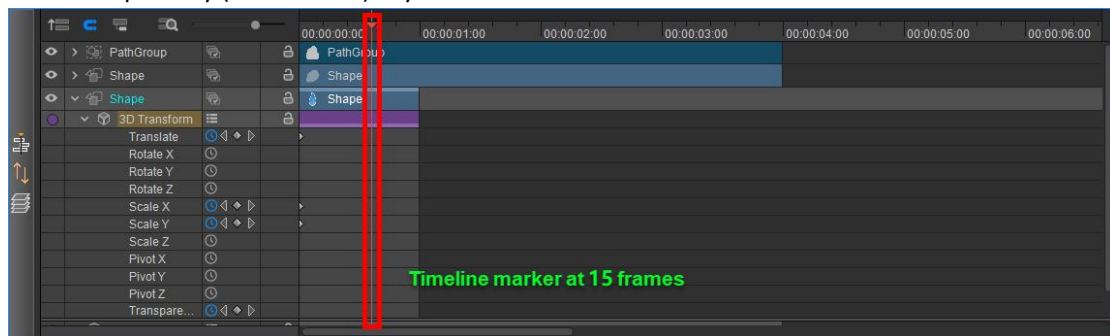 00:00:00:00 00:00:01:00 00:00:02:00 00:00:03:00 00:00:04:00 00:00:05:00 00:00:06:00
PathGroup PathGroup
Shape Shape
Shape Shape
3D Transform
Translate
Rotate X
Rotate Y
Rotate Z
Scale X
Scale Y
Scale Z
Pivot X
Pivot Y
Timeline marker at 15 frames
Pivot Z
Transpare...